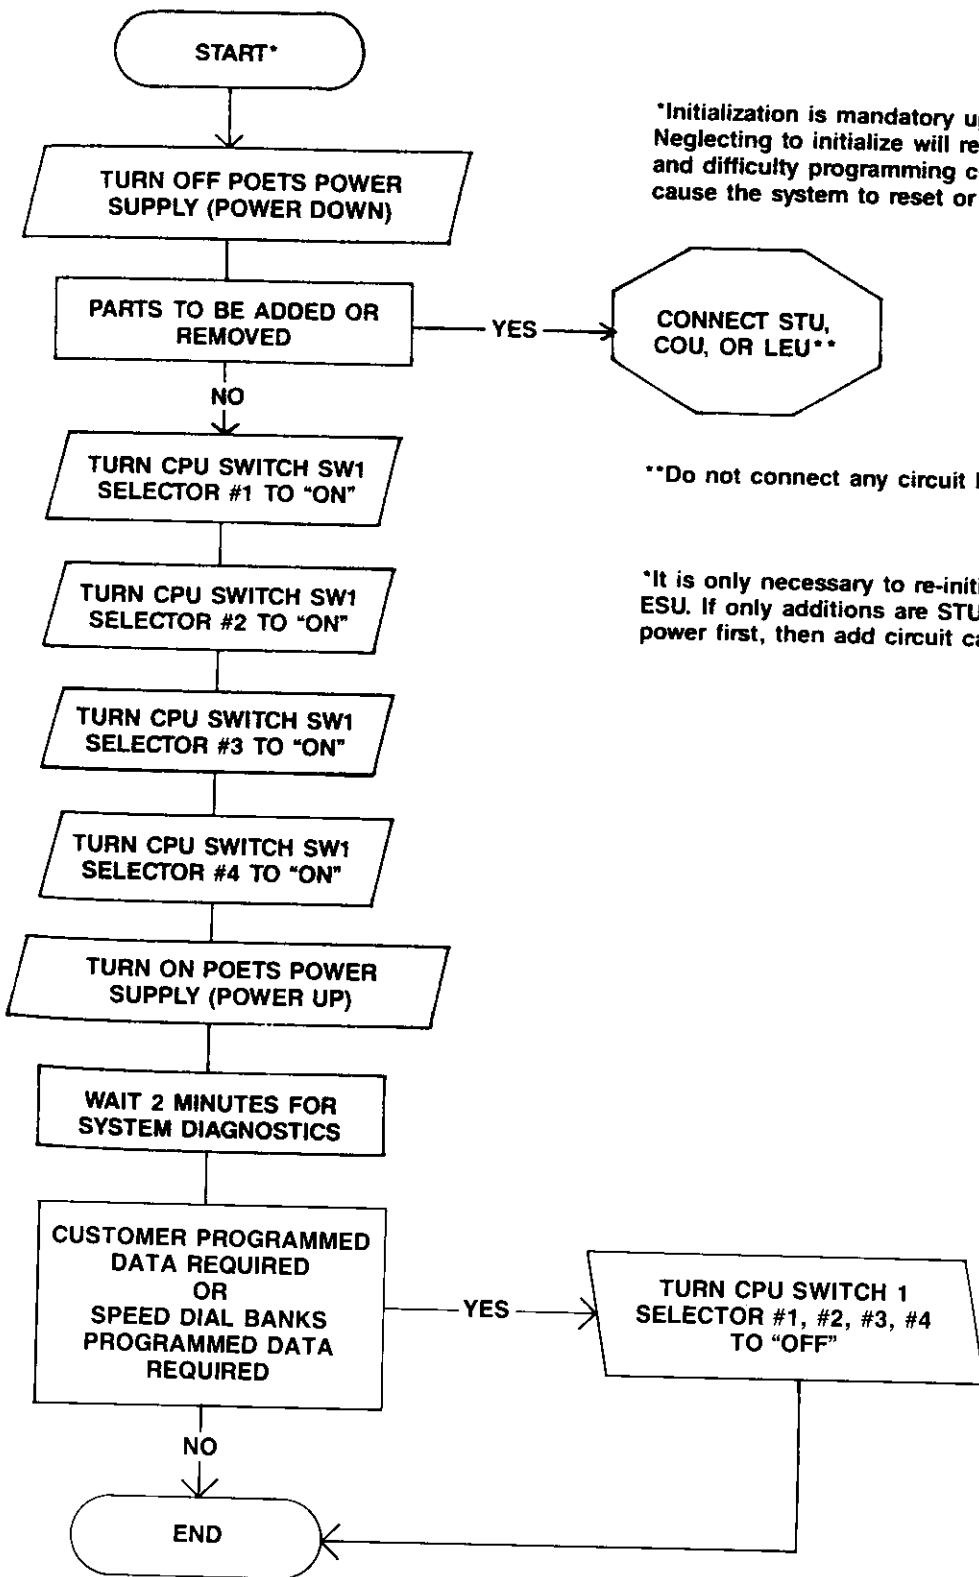 START*
*Initialization is mandatory
Neglecting to initialize will
and difficulty programming
cause the system to reset or
TURN OFF POETS POWER
SUPPLY (POWER DOWN)
PARTS TO BE ADDED OR
REMOVED
YES
CONNECT STU,
COU, OR LEU**
NO
TURN CPU SWITCH SW1
SELECTOR #1 TO "ON"
**Do not connect any circuit
TURN CPU SWITCH SW1
SELECTOR #2 TO "ON"
*It is only necessary to
ESU. If only additions are STU
power first, then add circuit
TURN CPU SWITCH SW1
SELECTOR #3 TO "ON"
TURN CPU SWITCH SW1
SELECTOR #4 TO "ON"
TURN ON POETS POWER
SUPPLY (POWER UP)
WAIT 2 MINUTES FOR
SYSTEM DIAGNOSTICS
CUSTOMER PROGRAMMED
DATA REQUIRED
OR
SPEED DIAL BANKS
PROGRAMMED DATA
REQUIRED
YES
TURN CPU SWITCH 1
SELECTOR #1, #2, #3, #4
TO "OFF"
NO
END